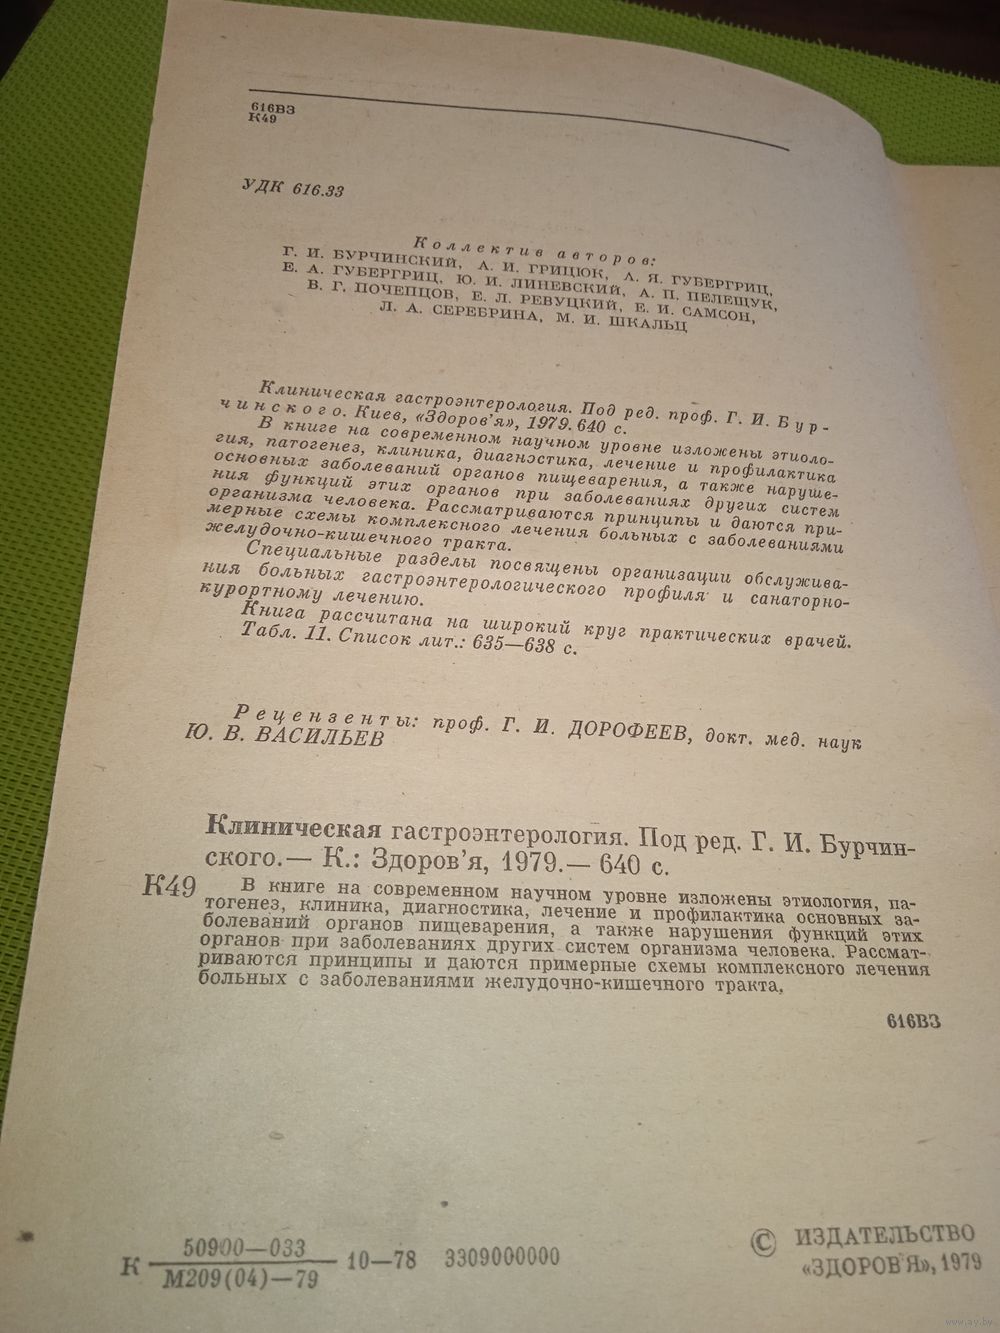 616В3
К49
УДК 616.33
Коллектив авторов:
Г. И. БУРЧИНСКИЙ, А. И. ГРИЦЮК, А. Я. ГУБЕРГРИЦ,
Е. А. ГУБЕРГРИЦ, Ю. И. ЛИНЕВСКИЙ, А. П. ПЕЛЕЩУК,
В. Г. ПОЧЕПЦОВ, Е. Л. РЕВУЦКИЙ, Е. И. САМСОН,
Л. А. СЕРЕБРИНА, М. И. ШКАЛЬЦ
Клиническая гастроэнтерология. Под ред. проф. Г. И. Бур-
чинского. Киев, «Здоров'я», 1979. 640 с.
В книге на современном научном уровне изложены этиоло-
гия, патогенез, клиника, диагностика, лечение и профилактика
основных заболеваний органов пищеварения, а также наруше-
ния функций этих органов при заболеваниях других систем
организма человека. Рассматриваются принципы и даются при-
мерные схемы комплексного лечения больных с заболеваниями
желудочно-кишечного тракта.
Специальные разделы посвящены организации обслужива-
ния больных гастроэнтерологического профиля и санаторно-
курортному лечению.
Книга рассчитана на широкий круг практических врачей.
Табл. 11. Список лит.: 635—638 с.
Рецензенты: проф. Г. И. ДОРОФЕЕВ, докт. мед. наук
Ю. В. ВАСИЛЬЕВ
Клиническая гастроэнтерология. Под ред. Г. И. Бурчин-
ского.— К.: Здоров'я, 1979.— 640 с.
К49 В книге на современном научном уровне изложены этиология, па-
тогенез, клиника, диагностика, лечение и профилактика основных за-
болеваний органов пищеварения, а также нарушения функций этих
органов при заболеваниях других систем организма человека. Рассмат-
риваются принципы и даются примерные схемы комплексного лечения
больных с заболеваниями желудочно-кишечного тракта.
616В3
К 50900—033
М209(04)—79 10—78 3309000000
© ИЗДАТЕЛЬСТВО
«ЗДОРОВ'Я», 1979
www.ay.by